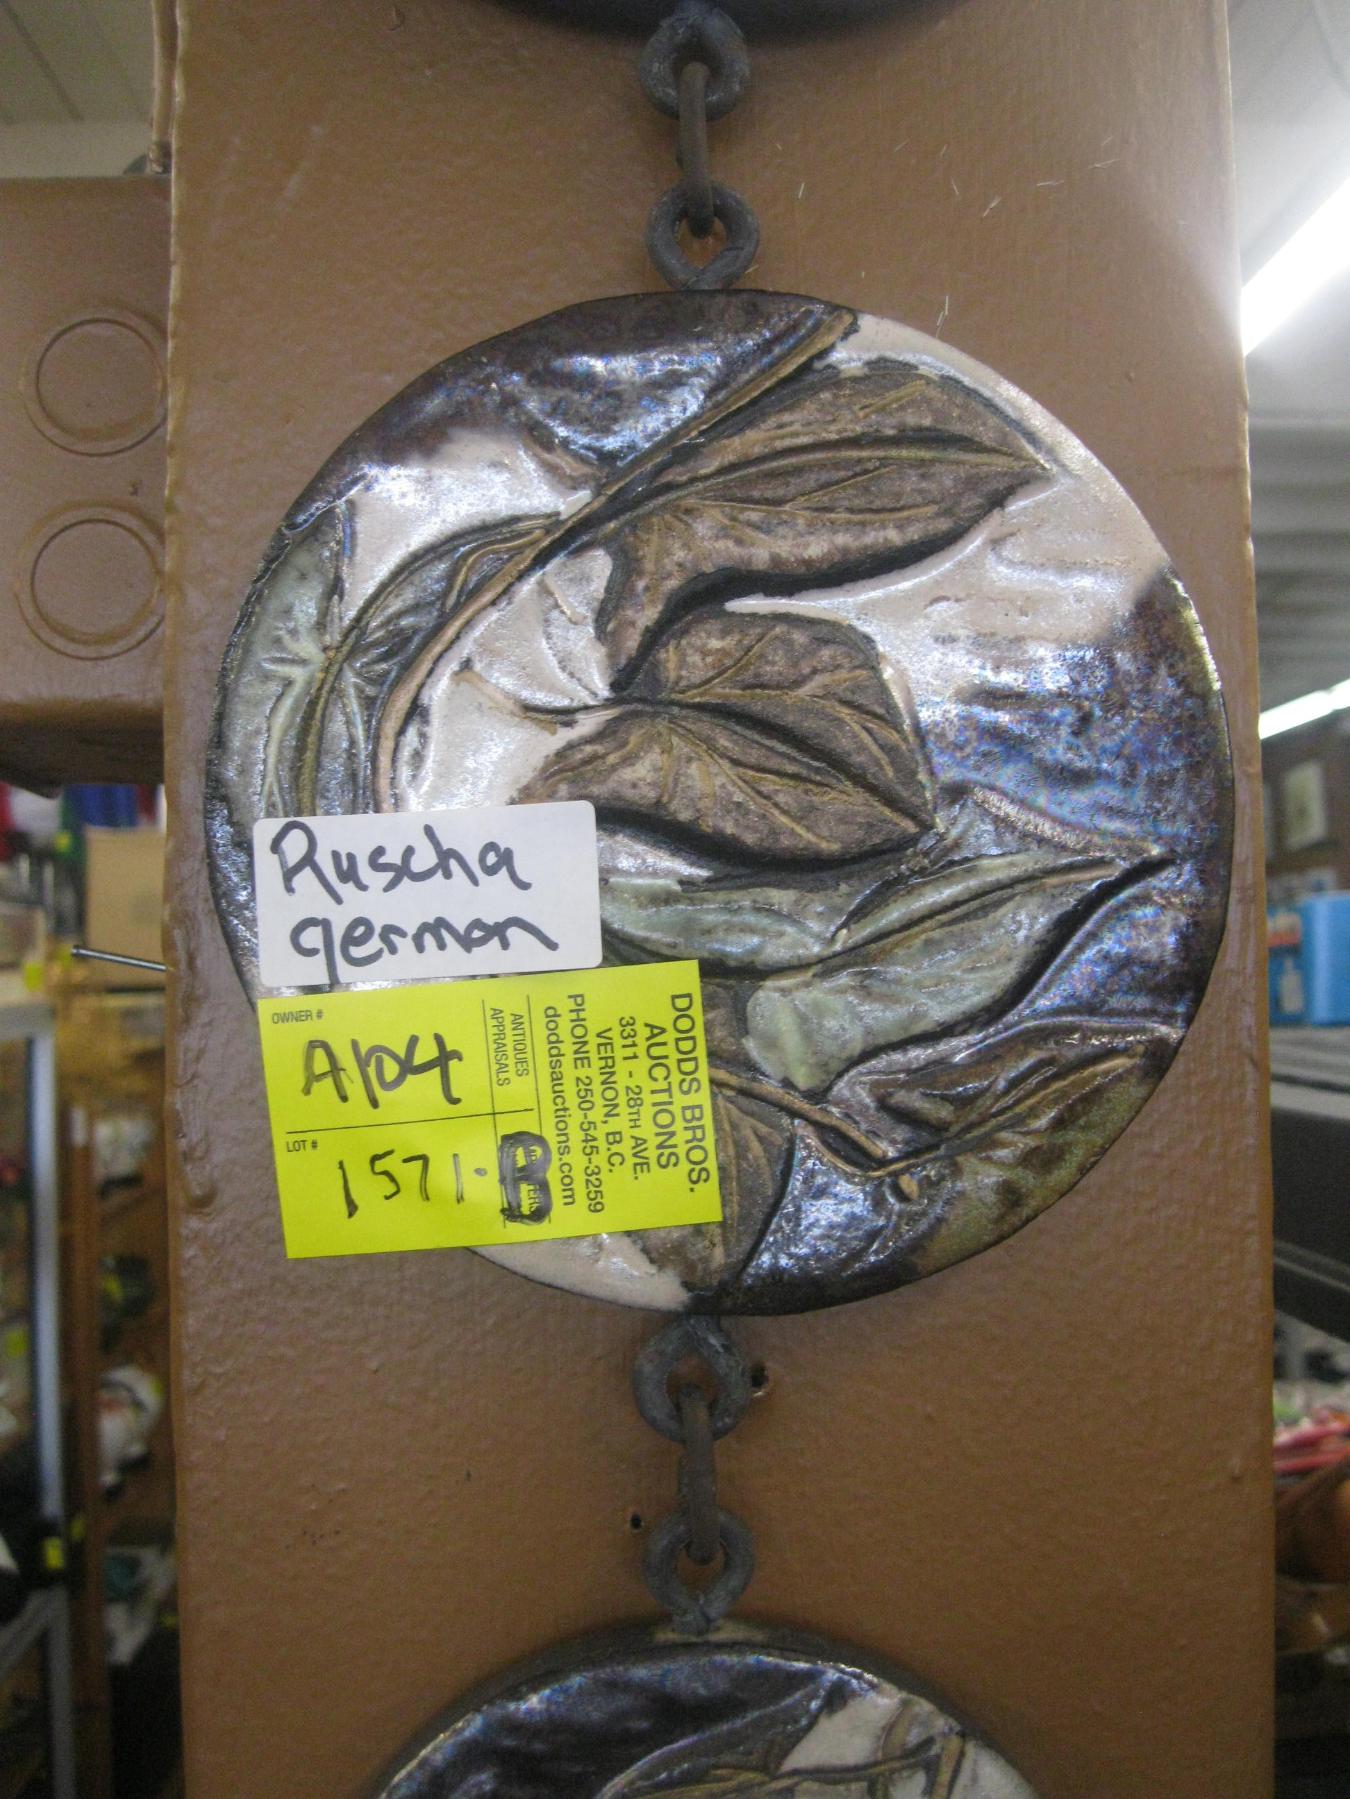 Ruscha
german
OWNER #
A104
LOT #
1571.B
ANTIQUES
APPRAISALS
DODDS BROS.
AUCTIONS
3311 - 28TH AVE.
VERNON, B.C.
PHONE 250-545-3259
doddsauctions.com